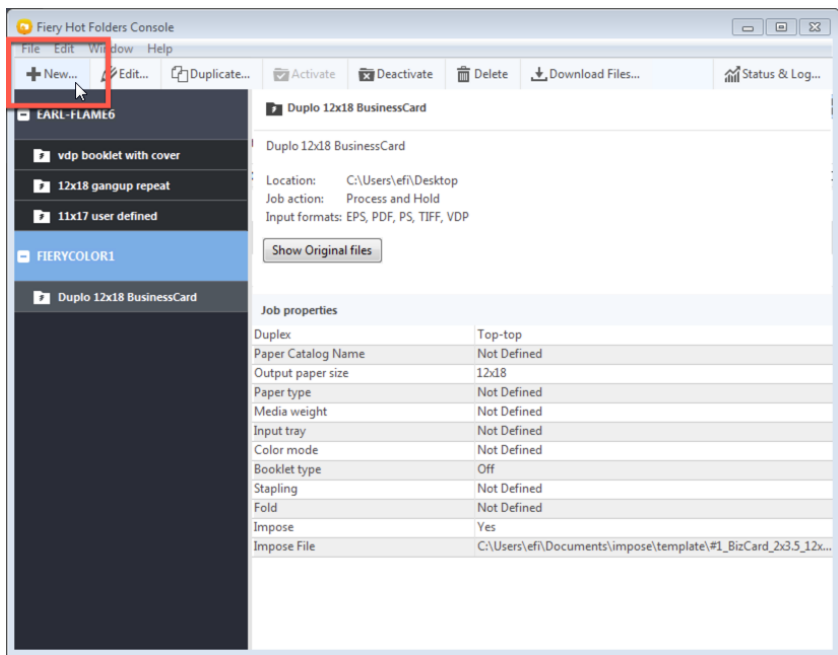 Fiery Hot Folders Console
File Edit Window Help
New... Edit... Duplicate... Activate Deactivate Delete Download Files... Status & Log...
EARL-FLAME6
vdp booklet with cover
12x18 gangup repeat
11x17 user defined
FIERYCOLOR1
Duplo 12x18 BusinessCard
Duplo 12x18 BusinessCard
Duplo 12x18 BusinessCard
Location: C:\Users\efi\Desktop
Job action: Process and Hold
Input formats: EPS, PDF, PS, TIFF, VDP
Show Original files
Job properties
Duplex Top-top
Paper Catalog Name Not Defined
Output paper size 12x18
Paper type Not Defined
Media weight Not Defined
Input tray Not Defined
Color mode Not Defined
Booklet type Off
Stapling Not Defined
Fold Not Defined
Impose Yes
Impose File C:\Users\efi\Documents\impose\template\#1_BizCard_2x3.5_12x...